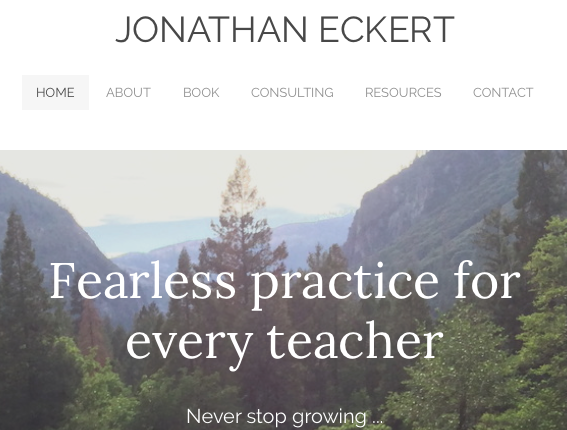 JONATHAN ECKERT
HOME ABOUT BOOK CONSULTING RESOURCES CONTACT
Fearless practice for
every teacher
Never stop growing ...